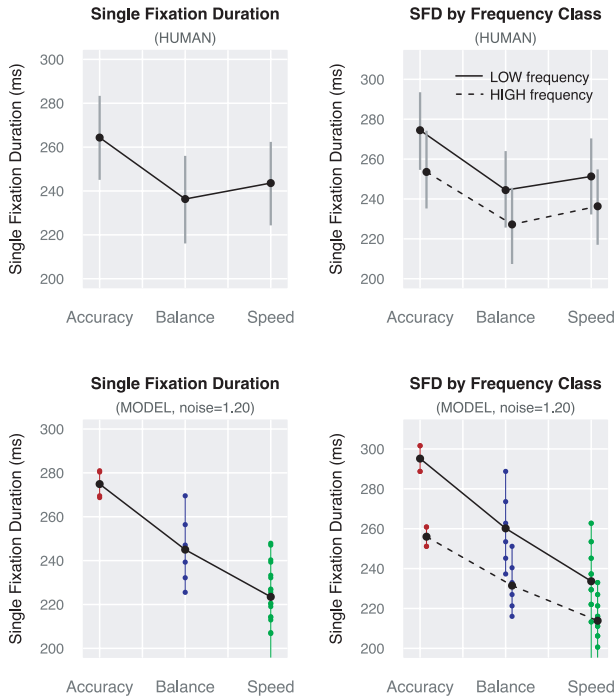 Single Fixation Duration
(HUMAN)
Single Fixation Duration (ms)
300
280
260
240
220
200
Accuracy Balance Speed
SFD by Frequency Class
(HUMAN)
LOW frequency
HIGH frequency
Single Fixation Duration (ms)
300
280
260
240
220
200
Accuracy Balance Speed
Single Fixation Duration
(MODEL, noise=1.20)
Single Fixation Duration (ms)
300
280
260
240
220
200
Accuracy Balance Speed
SFD by Frequency Class
(MODEL, noise=1.20)
Single Fixation Duration (ms)
300
280
260
240
220
200
Accuracy Balance Speed